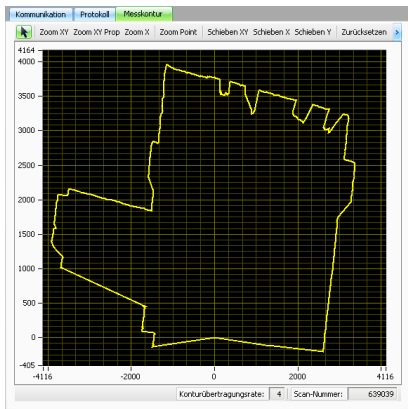 Kommunikation Protokoll Messkontur
Zoom XY Zoom XY Prop Zoom X Zoom Point Schieben XY Schieben X Schieben Y Zurücksetzen
4164
4000
3500
3000
2500
2000
1500
1000
500
0
-405
-4116 -2000 0 2000 4116
Konturübertragungsrate: 4 Scan-Nummer: 639039